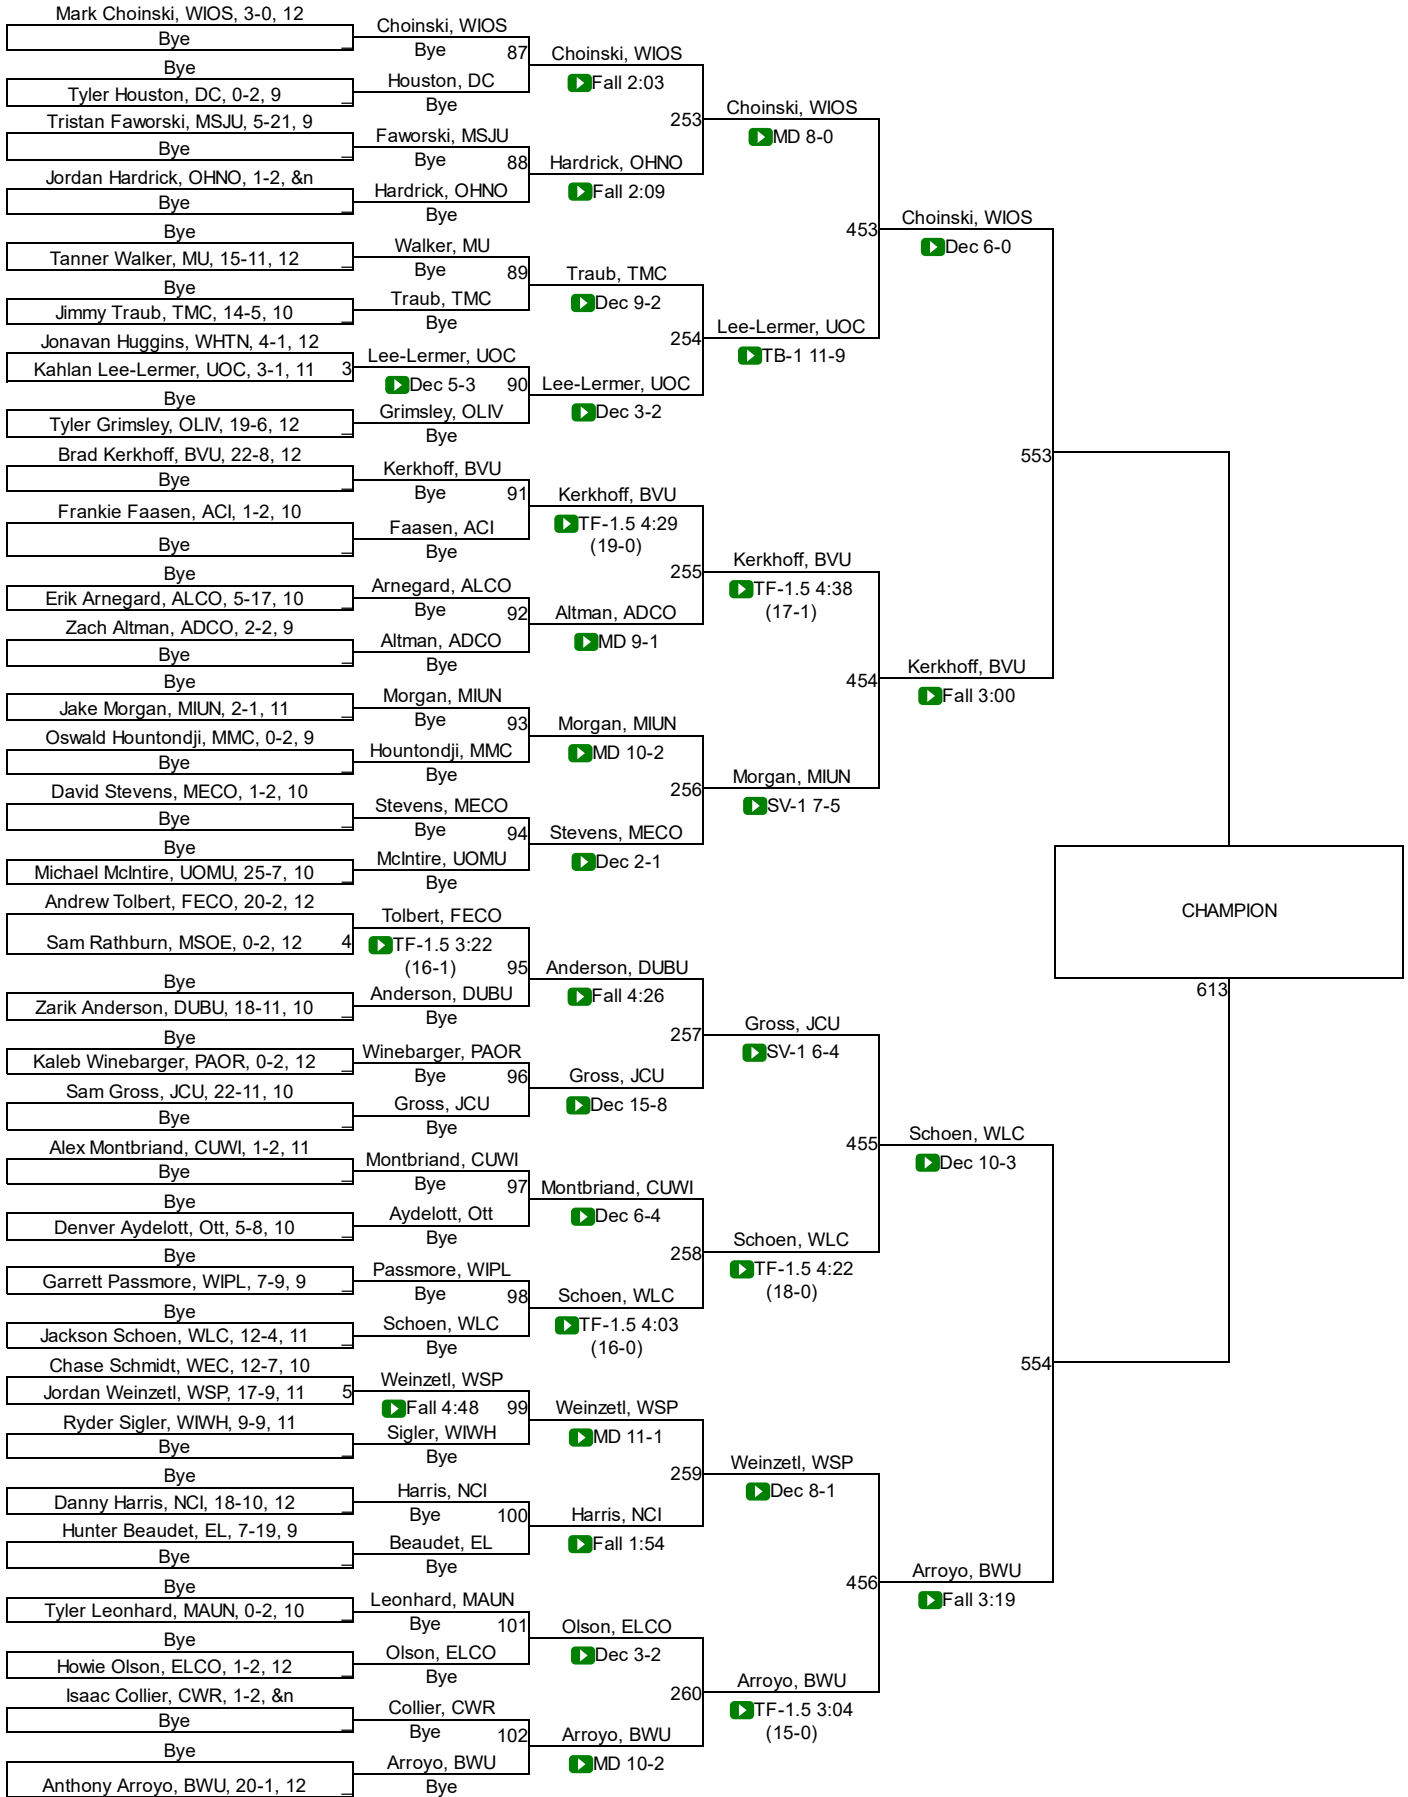 Mark Choinski, WIOS, 3-0, 12
Bye
Bye
Tyler Houston, DC, 0-2, 9
Tristan Faworski, MSJU, 5-21, 9
Bye
Jordan Hardrick, OHNO, 1-2, &n
Bye
Bye
Tanner Walker, MU, 15-11, 12
Bye
Jimmy Traub, TMC, 14-5, 10
Jonavan Huggins, WHTN, 4-1, 12
Kahlan Lee-Lermer, UOC, 3-1, 11 3
Bye
Tyler Grimsley, OLIV, 19-6, 12
Brad Kerkhoff, BVU, 22-8, 12
Bye
Frankie Faasen, ACI, 1-2, 10
Bye
Bye
Erik Arnegard, ALCO, 5-17, 10
Zach Altman, ADCO, 2-2, 9
Bye
Bye
Jake Morgan, MIUN, 2-1, 11
Oswald Hountondji, MMC, 0-2, 9
Bye
David Stevens, MECO, 1-2, 10
Bye
Bye
Michael McIntire, UOMU, 25-7, 10
Andrew Tolbert, FECO, 20-2, 12
Sam Rathburn, MSOE, 0-2, 12 4
Bye
Zarik Anderson, DUBU, 18-11, 10
Bye
Kaleb Winebarger, PAOR, 0-2, 12
Sam Gross, JCU, 22-11, 10
Bye
Alex Montbriand, CUWI, 1-2, 11
Bye
Bye
Denver Aydelott, Ott, 5-8, 10
Bye
Garrett Passmore, WIPL, 7-9, 9
Bye
Jackson Schoen, WLC, 12-4, 11
Chase Schmidt, WEC, 12-7, 10
Jordan Weinzetl, WSP, 17-9, 11 5
Ryder Sigler, WIWH, 9-9, 11
Bye
Bye
Danny Harris, NCI, 18-10, 12
Hunter Beaudet, EL, 7-19, 9
Bye
Bye
Tyler Leonhard, MAUN, 0-2, 10
Bye
Howie Olson, ELCO, 1-2, 12
Isaac Collier, CWR, 1-2, &n
Bye
Bye
Anthony Arroyo, BWU, 20-1, 12
Choinski, WIOS
Bye 87
Houston, DC
Bye
Faworski, MSJU
Bye 88
Hardrick, OHNO
Bye
Walker, MU
Bye 89
Traub, TMC
Bye
Lee-Lermer, UOC
Dec 5-3 90
Grimsley, OLIV
Bye
Kerkhoff, BVU
Bye 91
Faasen, ACI
Bye
Arnegard, ALCO
Bye 92
Altman, ADCO
Bye
Morgan, MIUN
Bye 93
Hountondji, MMC
Bye
Stevens, MECO
Bye 94
McIntire, UOMU
Bye
Tolbert, FECO
TF-1.5 3:22
(16-1) 95
Anderson, DUBU
Bye
Winebarger, PAOR
Bye 96
Gross, JCU
Bye
Montbriand, CUWI
Bye 97
Aydelott, Ott
Bye
Passmore, WIPL
Bye 98
Schoen, WLC
Bye
Weinzetl, WSP
Fall 4:48 99
Sigler, WIWH
Bye
Harris, NCI
Bye 100
Beaudet, EL
Bye
Leonhard, MAUN
Bye 101
Olson, ELCO
Bye
Collier, CWR
Bye 102
Arroyo, BWU
Bye
Choinski, WIOS
Fall 2:03
253
Hardrick, OHNO
Fall 2:09
Traub, TMC
Dec 9-2
254
Lee-Lermer, UOC
Dec 3-2
Kerkhoff, BVU
TF-1.5 4:29
(19-0)
255
Altman, ADCO
MD 9-1
Morgan, MIUN
MD 10-2
256
Stevens, MECO
Dec 2-1
Anderson, DUBU
Fall 4:26
257
Gross, JCU
Dec 15-8
Montbriand, CUWI
Dec 6-4
258
Schoen, WLC
TF-1.5 4:03
(16-0)
Weinzetl, WSP
MD 11-1
259
Harris, NCI
Fall 1:54
Olson, ELCO
Dec 3-2
260
Arroyo, BWU
MD 10-2
Choinski, WIOS
MD 8-0
453
Lee-Lermer, UOC
TB-1 11-9
Kerkhoff, BVU
TF-1.5 4:38
(17-1)
454
Morgan, MIUN
SV-1 7-5
Gross, JCU
SV-1 6-4
455
Schoen, WLC
TF-1.5 4:22
(18-0)
Weinzetl, WSP
Dec 8-1
456
Arroyo, BWU
TF-1.5 3:04
(15-0)
Choinski, WIOS
Dec 6-0
553
Kerkhoff, BVU
Fall 3:00
Schoen, WLC
Dec 10-3
554
Arroyo, BWU
Fall 3:19
CHAMPION
613